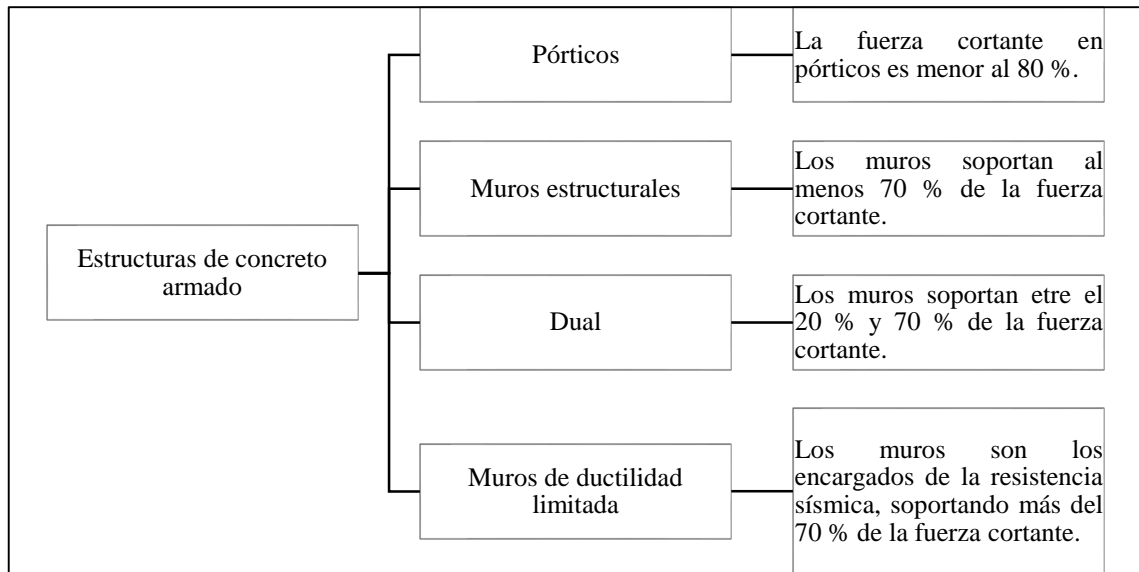 Estructuras de concreto
armado
Pórticos
La fuerza cortante en
pórticos es menor al 80 %.
Muros estructurales
Los muros soportan al
menos 70 % de la fuerza
cortante.
Dual
Los muros soportan etre el
20 % y 70 % de la fuerza
cortante.
Muros de ductilidad
limitada
Los muros son los
encargados de la resistencia
sísmica, soportando más del
70 % de la fuerza cortante.